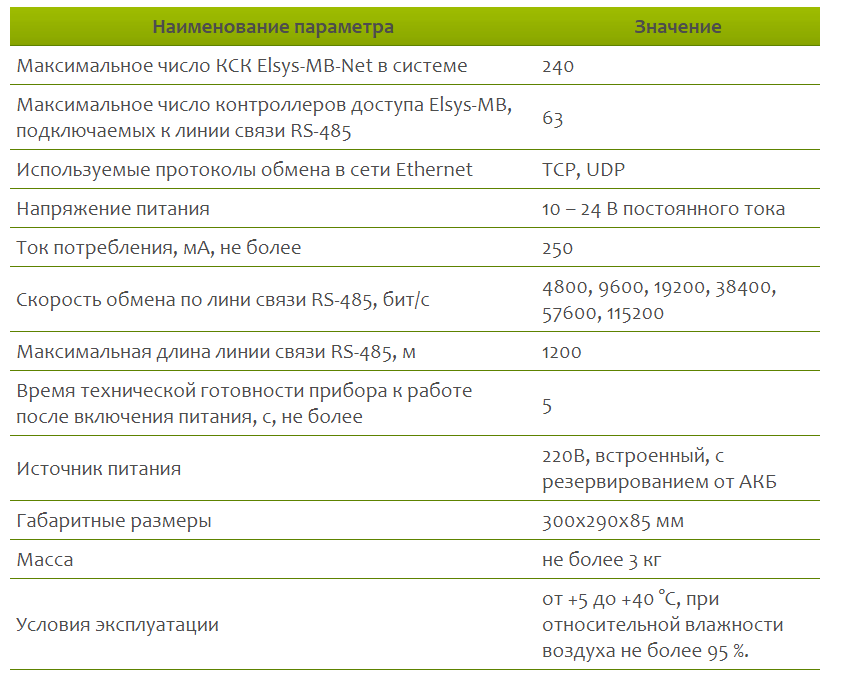 Наименование параметра Значение
Максимальное число КСК Elsys-MB-Net в системе 240
Максимальное число контроллеров доступа Elsys-MB,
подключаемых к линии связи RS-485
63
Используемые протоколы обмена в сети Ethernet TCP, UDP
Напряжение питания 10 – 24 В постоянного тока
Ток потребления, мА, не более 250
Скорость обмена по лини связи RS-485, бит/с
4800, 9600, 19200, 38400,
57600, 115200
Максимальная длина линии связи RS-485, м 1200
Время технической готовности прибора к работе
после включения питания, с, не более
5
Источник питания
220В, встроенный, с
резервированием от АКБ
Габаритные размеры 300х290х85 мм
Масса не более 3 кг
Условия эксплуатации
от +5 до +40 °С, при
относительной влажности
воздуха не более 95 %.